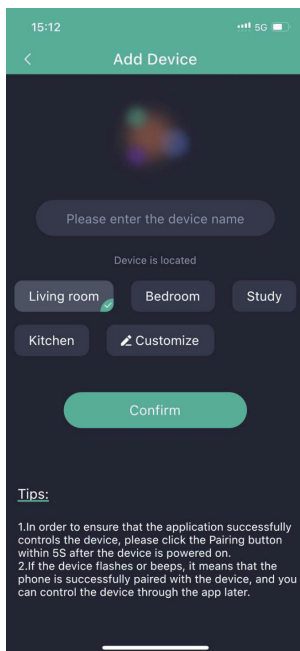 15:12
5G
Add Device
Please enter the device name
Device is located
Living room
Bedroom
Study
Kitchen
Customize
Confirm
Tips:
1.In order to ensure that the application successfully
controls the device, please click the Pairing button
within 5S after the device is powered on.
2.If the device flashes or beeps, it means that the
phone is successfully paired with the device, and you
can control the device through the app later.